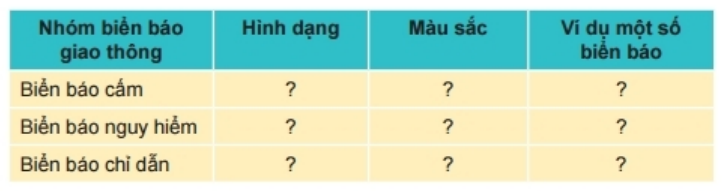 Nhóm biển báo giao thông | Hình dạng | Màu sắc | Ví dụ một số biển báo
Biển báo cấm | ? | ? | ?
Biển báo nguy hiểm | ? | ? | ?
Biển báo chỉ dẫn | ? | ? | ?